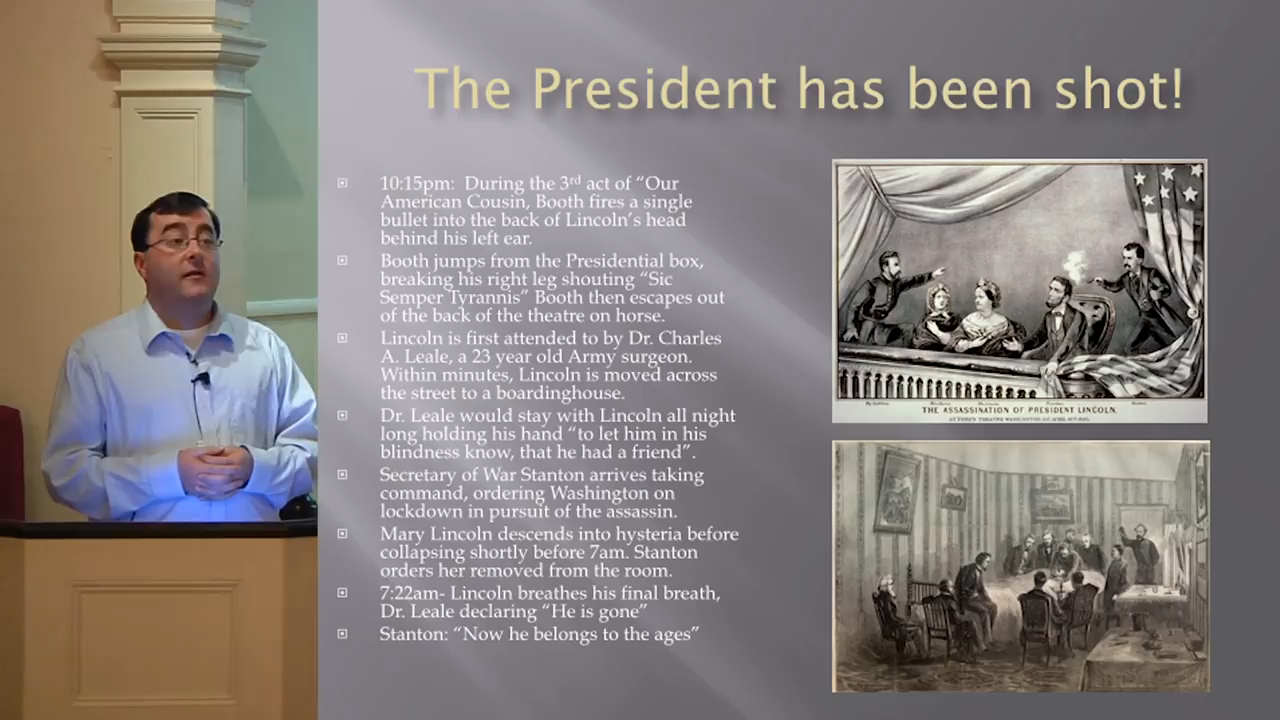 The President has been shot!
10:15pm: During the 3rd act of “Our
American Cousin, Booth fires a single
bullet into the back of Lincoln’s head
behind his left ear.
Booth jumps from the Presidential box,
breaking his right leg shouting “Sic
Semper Tyrannis” Booth then escapes out
of the back of the theatre on horse.
Lincoln is first attended to by Dr. Charles
A. Leale, a 23 year old Army surgeon.
Within minutes, Lincoln is moved across
the street to a boardinghouse.
Dr. Leale would stay with Lincoln all night
long holding his hand “to let him in his
blindness know, that he had a friend”.
Secretary of War Stanton arrives taking
command, ordering Washington on
lockdown in pursuit of the assassin.
Mary Lincoln descends into hysteria before
collapsing shortly before 7am. Stanton
orders her removed from the room.
7:22am- Lincoln breathes his final breath,
Dr. Leale declaring “He is gone”
Stanton: “Now he belongs to the ages”
THE ASSASSINATION OF PRESIDENT LINCOLN,